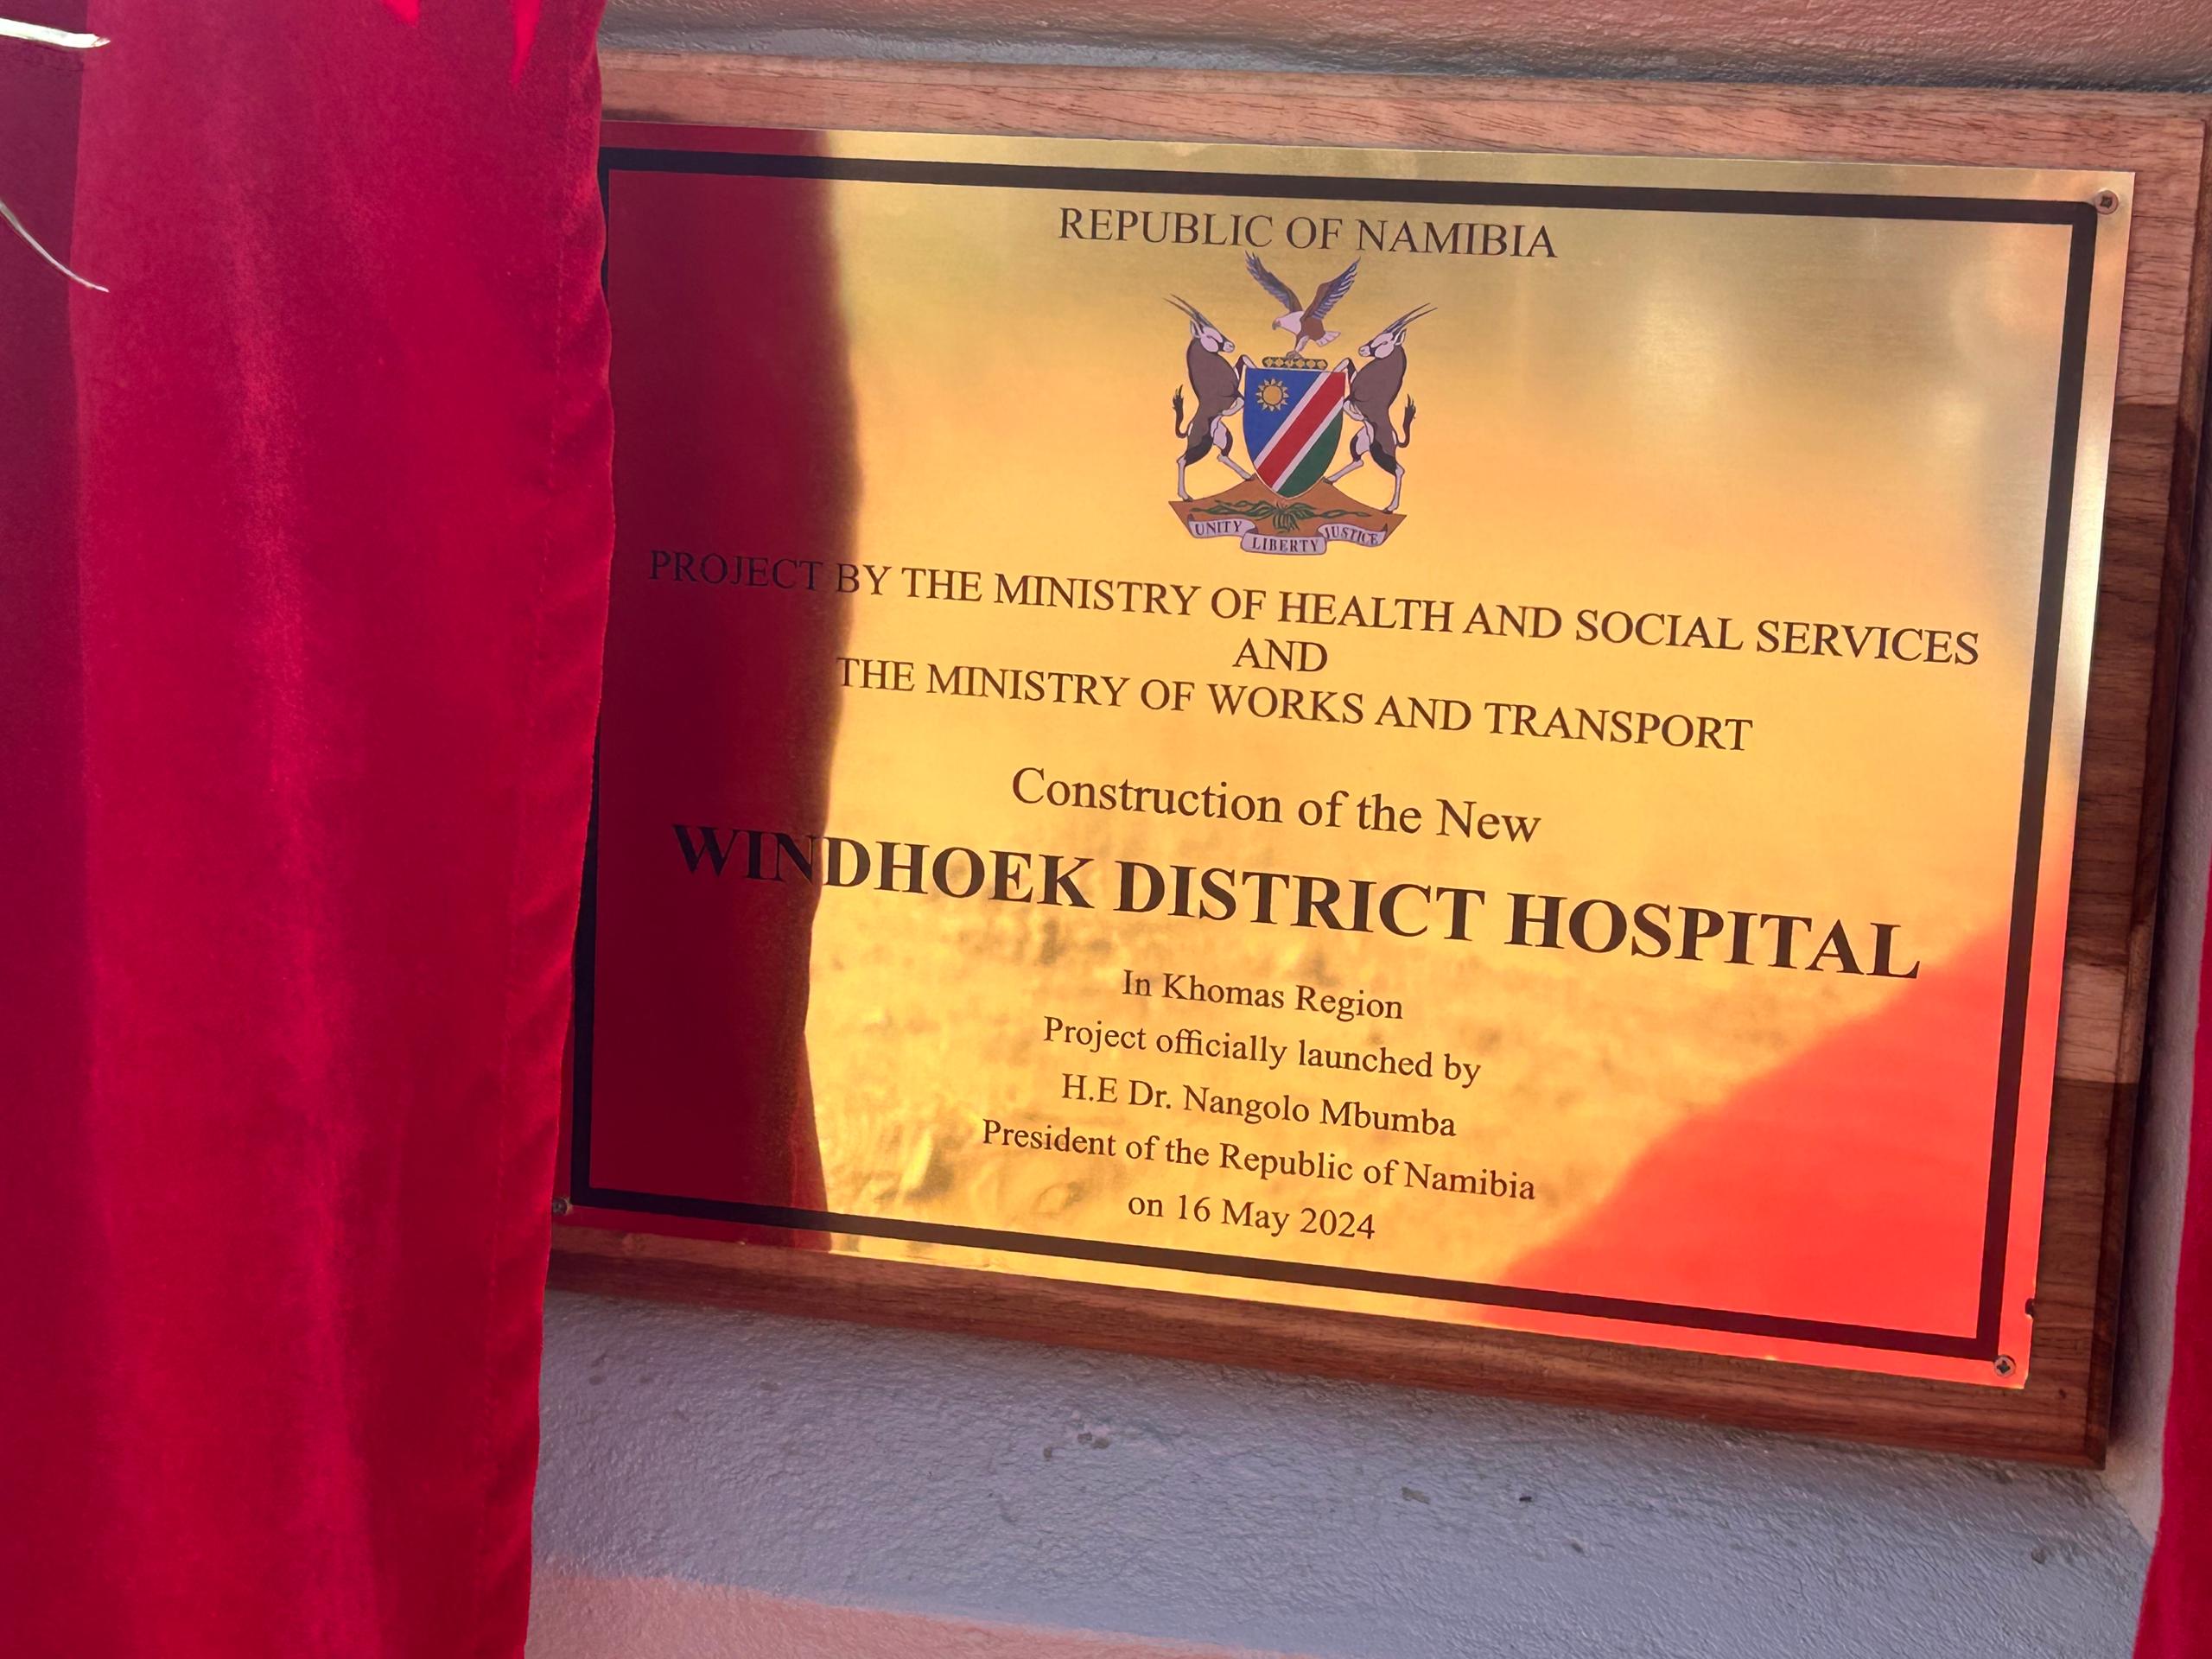 REPUBLIC OF NAMIBIA
UNITY LIBERTY JUSTICE
PROJECT BY THE MINISTRY OF HEALTH AND SOCIAL SERVICES
AND
THE MINISTRY OF WORKS AND TRANSPORT
Construction of the New
WINDHOEK DISTRICT HOSPITAL
In Khomas Region
Project officially launched by
H.E Dr. Nangolo Mbumba
President of the Republic of Namibia
on 16 May 2024